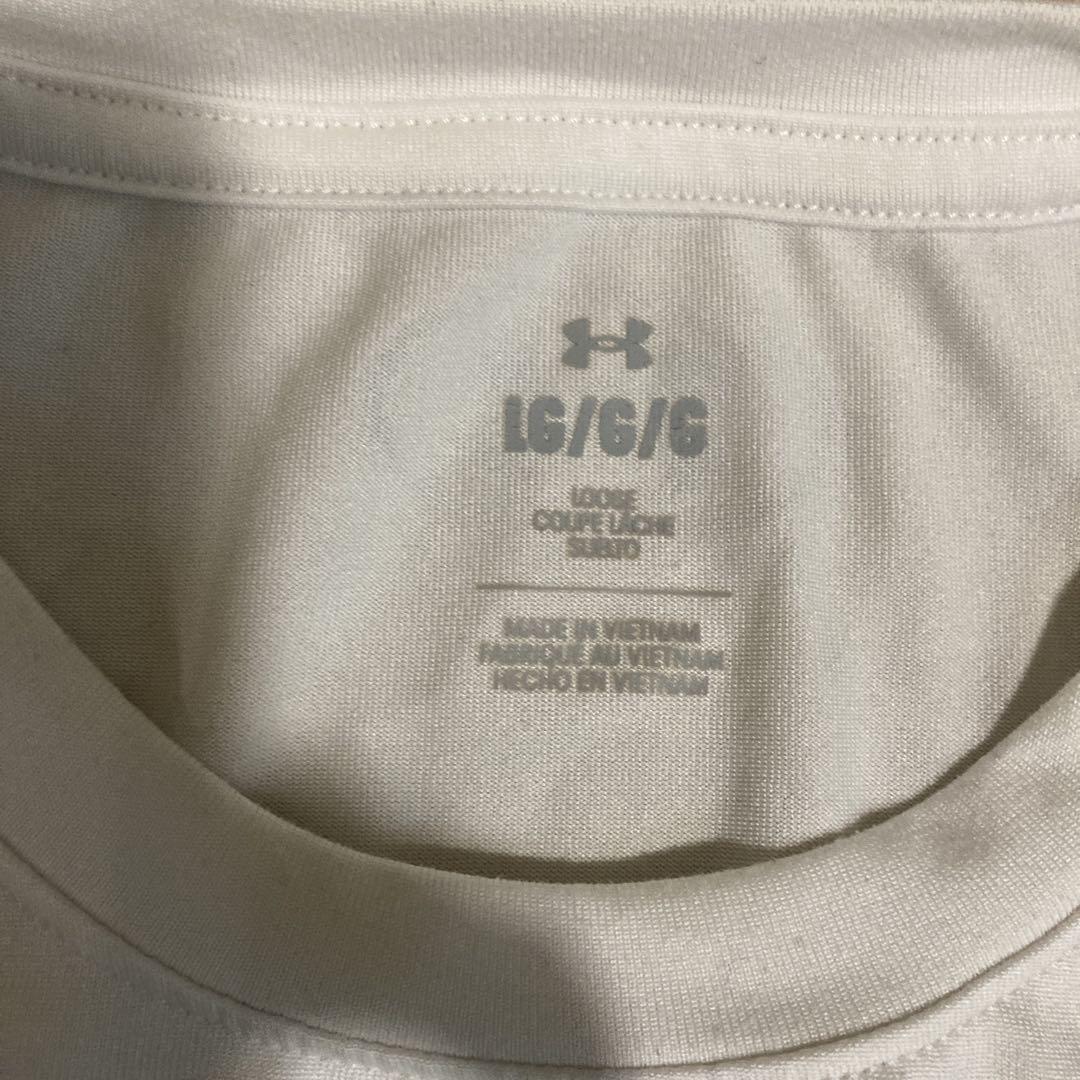 LG/G/G
LOOSE
COUPE LÂCHE
SUELTO
MADE IN VIETNAM
FABRIQUÉ AU VIETNAM
HECHO EN VIETNAM